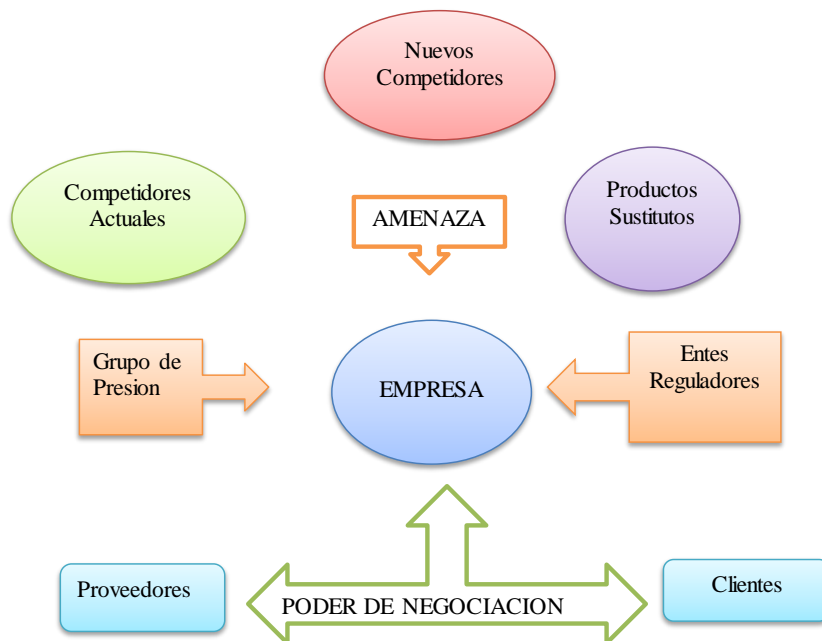 Nuevos
Competidores
Competidores
Actuales
AMENAZA
Productos
Sustitutos
Grupo de
Presion
EMPRESA
Entes
Reguladores
Proveedores
PODER DE NEGOCIACION
Clientes